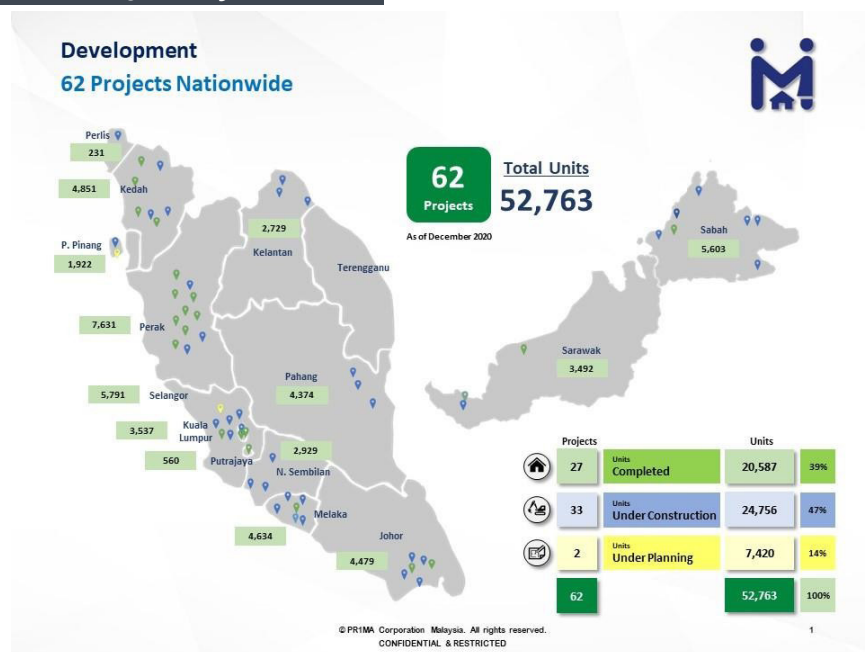 Development
62 Projects Nationwide
62
Projects
Total Units
52,763
As of December 2020
Perlis
231
4,851
Kedah
P. Pinang
1,922
2,729
Kelantan
Terengganu
7,631
Perak
Pahang
4,374
5,791
Selangor
3,537
Kuala
Lumpur
560
Putrajaya
2,929
N. Sembilan
Melaka
4,634
Johor
4,479
Sabah
5,603
Sarawak
3,492
Projects
Units
27
Units
Completed
20,587
39%
33
Units
Under Construction
24,756
47%
2
Units
Under Planning
7,420
14%
62
52,763
100%
© PR1MA Corporation Malaysia. All rights reserved.
1
CONFIDENTIAL & RESTRICTED